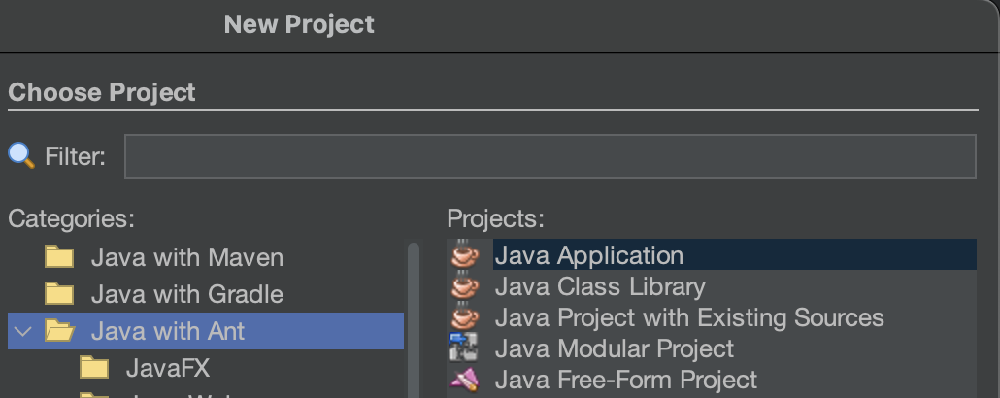 New Project
Choose Project
Filter:
Categories:
Java with Maven
Java with Gradle
Java with Ant
JavaFX
Projects:
Java Application
Java Class Library
Java Project with Existing Sources
Java Modular Project
Java Free-Form Project